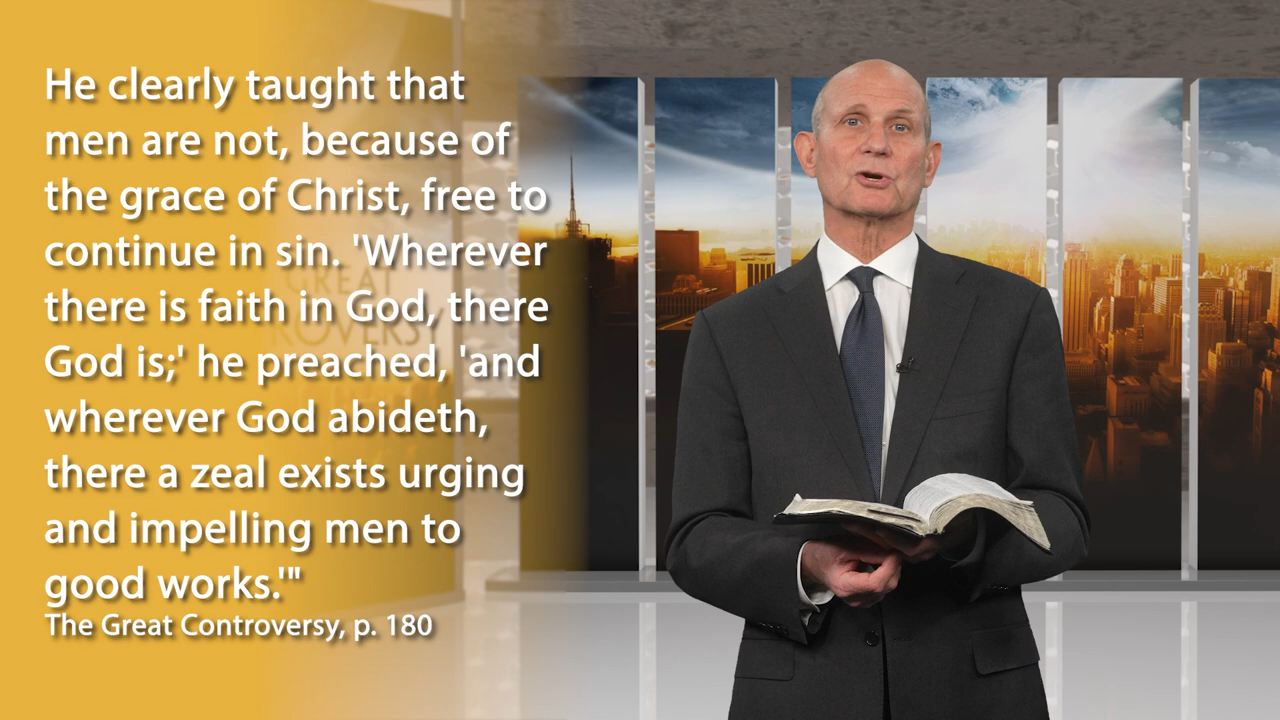 He clearly taught that
men are not, because of
the grace of Christ, free to
continue in sin. 'Wherever
there is faith in God, there
God is;' he preached, 'and
wherever God abideth,
there a zeal exists urging
and impelling men to
good works.'"
The Great Controversy, p. 180